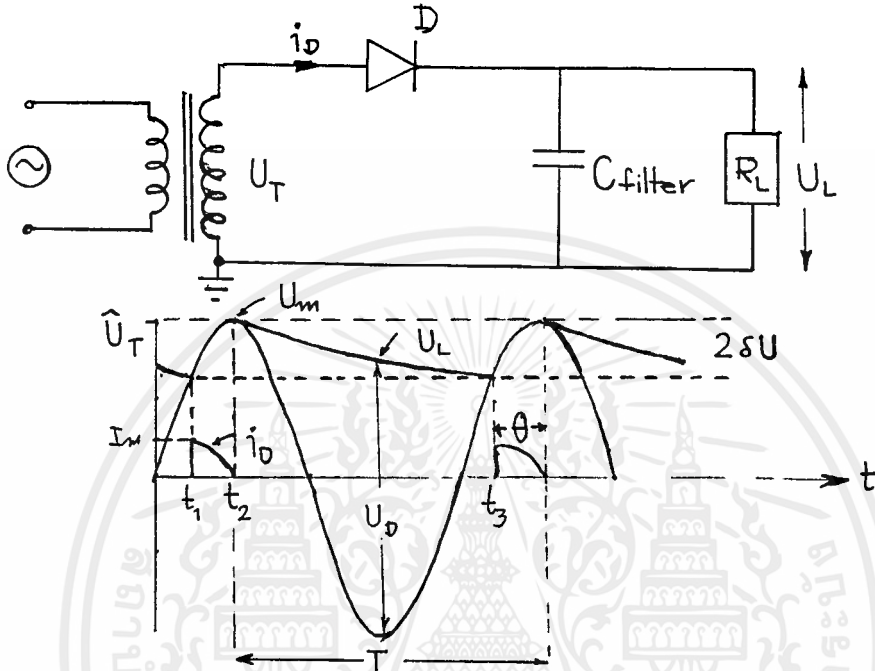 D
i_D
U_T
C_filter
R_L
U_L
Û_T
U_m
U_L
2δU
I_m
i_D
θ
t
t_1
t_2
t_3
U_D
T